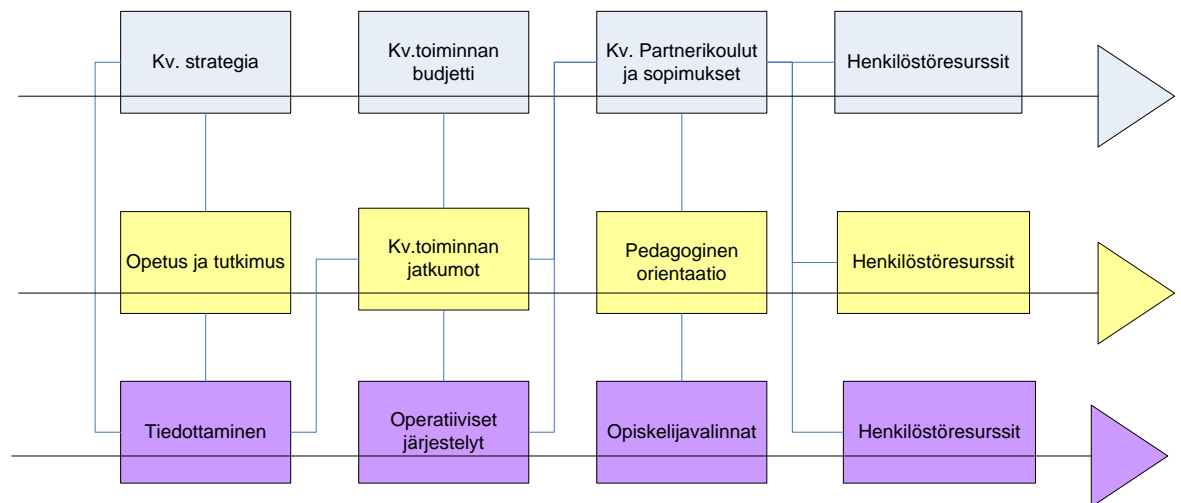 Kv. strategia
Kv.toiminnan
budjetti
Kv. Partnerikoulut
ja sopimukset
Henkilöstöresurssit
Opetus ja tutkimus
Kv.toiminnan
jatkumot
Pedagoginen
orientaatio
Henkilöstöresurssit
Tiedottaminen
Operatiiviset
järjestelyt
Opiskelijavalinnat
Henkilöstöresurssit